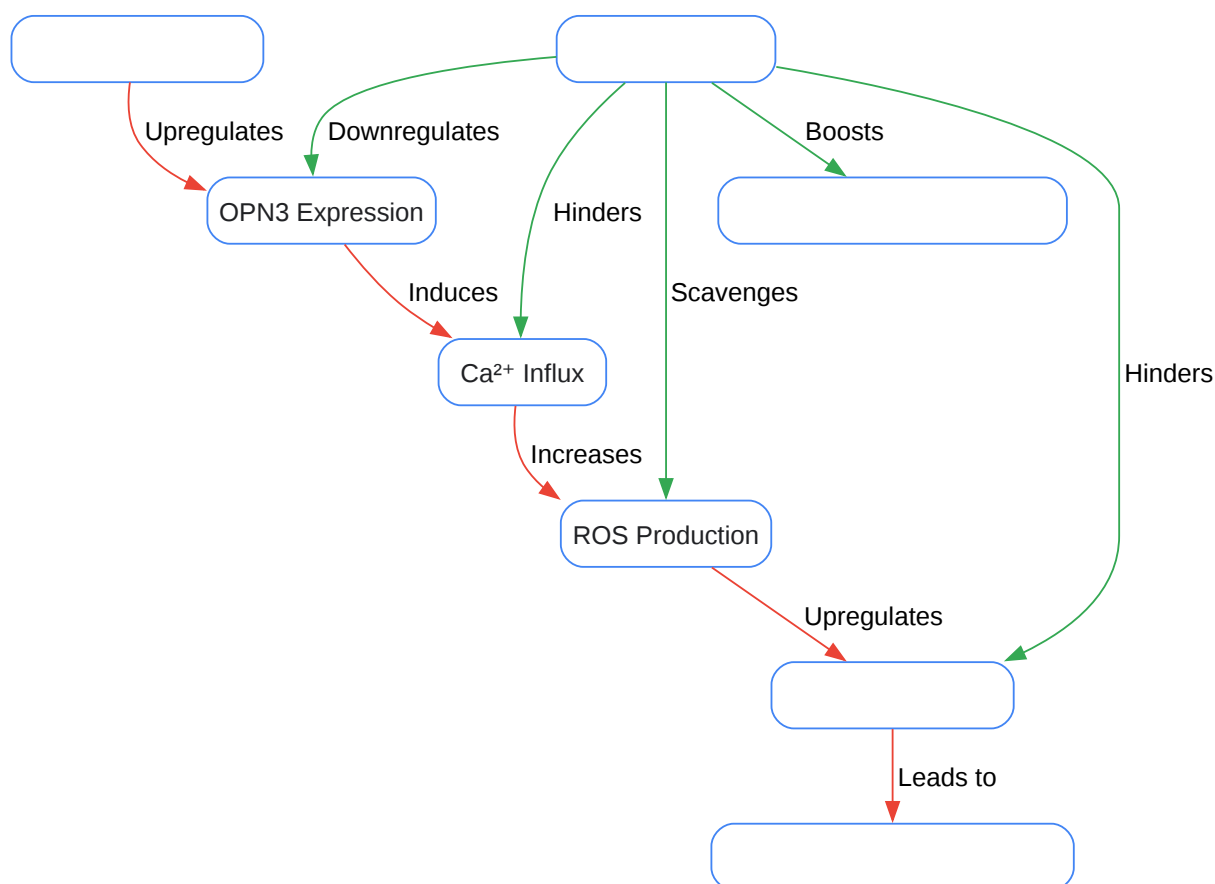 Upregulates
Downregulates
Boosts
OPN3 Expression
Hinders
Induces
Scavenges
Ca²⁺ Influx
Hinders
Increases
ROS Production
Upregulates
Leads to